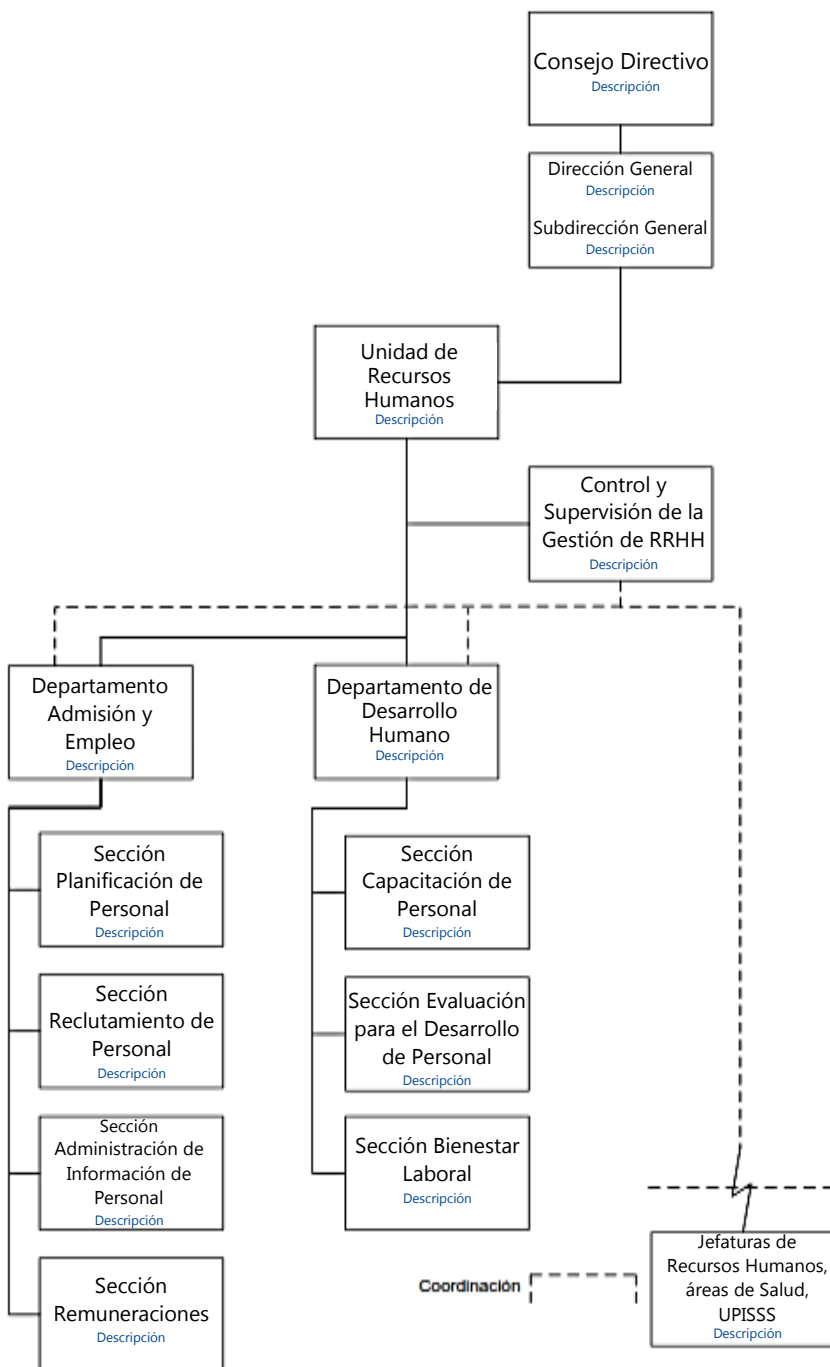 Consejo Directivo
Descripción
Dirección General
Descripción
Subdirección General
Descripción
Unidad de
Recursos
Humanos
Descripción
Control y
Supervisión de la
Gestión de RRHH
Descripción
Departamento
Admisión y
Empleo
Descripción
Departamento de
Desarrollo
Humano
Descripción
Sección
Planificación de
Personal
Descripción
Sección
Capacitación de
Personal
Descripción
Sección
Reclutamiento de
Personal
Descripción
Sección Evaluación
para el Desarrollo
de Personal
Descripción
Sección
Administración de
Información de
Personal
Descripción
Sección Bienestar
Laboral
Descripción
Sección
Remuneraciones
Descripción
Coordinación
Jefaturas de
Recursos Humanos,
áreas de Salud,
UPISSS
Descripción